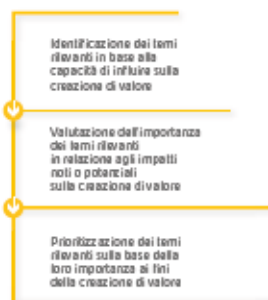 Identificazione dei temi
rilevanti in base alla
capacità di influire sulla
creazione di valore
Valutazione dell'importanza
dei temi rilevanti
in relazione agli impatti
noti o potenziali
sulla creazione di valore
Prioritizzazione dei temi
rilevanti sulla base della
loro importanza ai fini
della creazione di valore